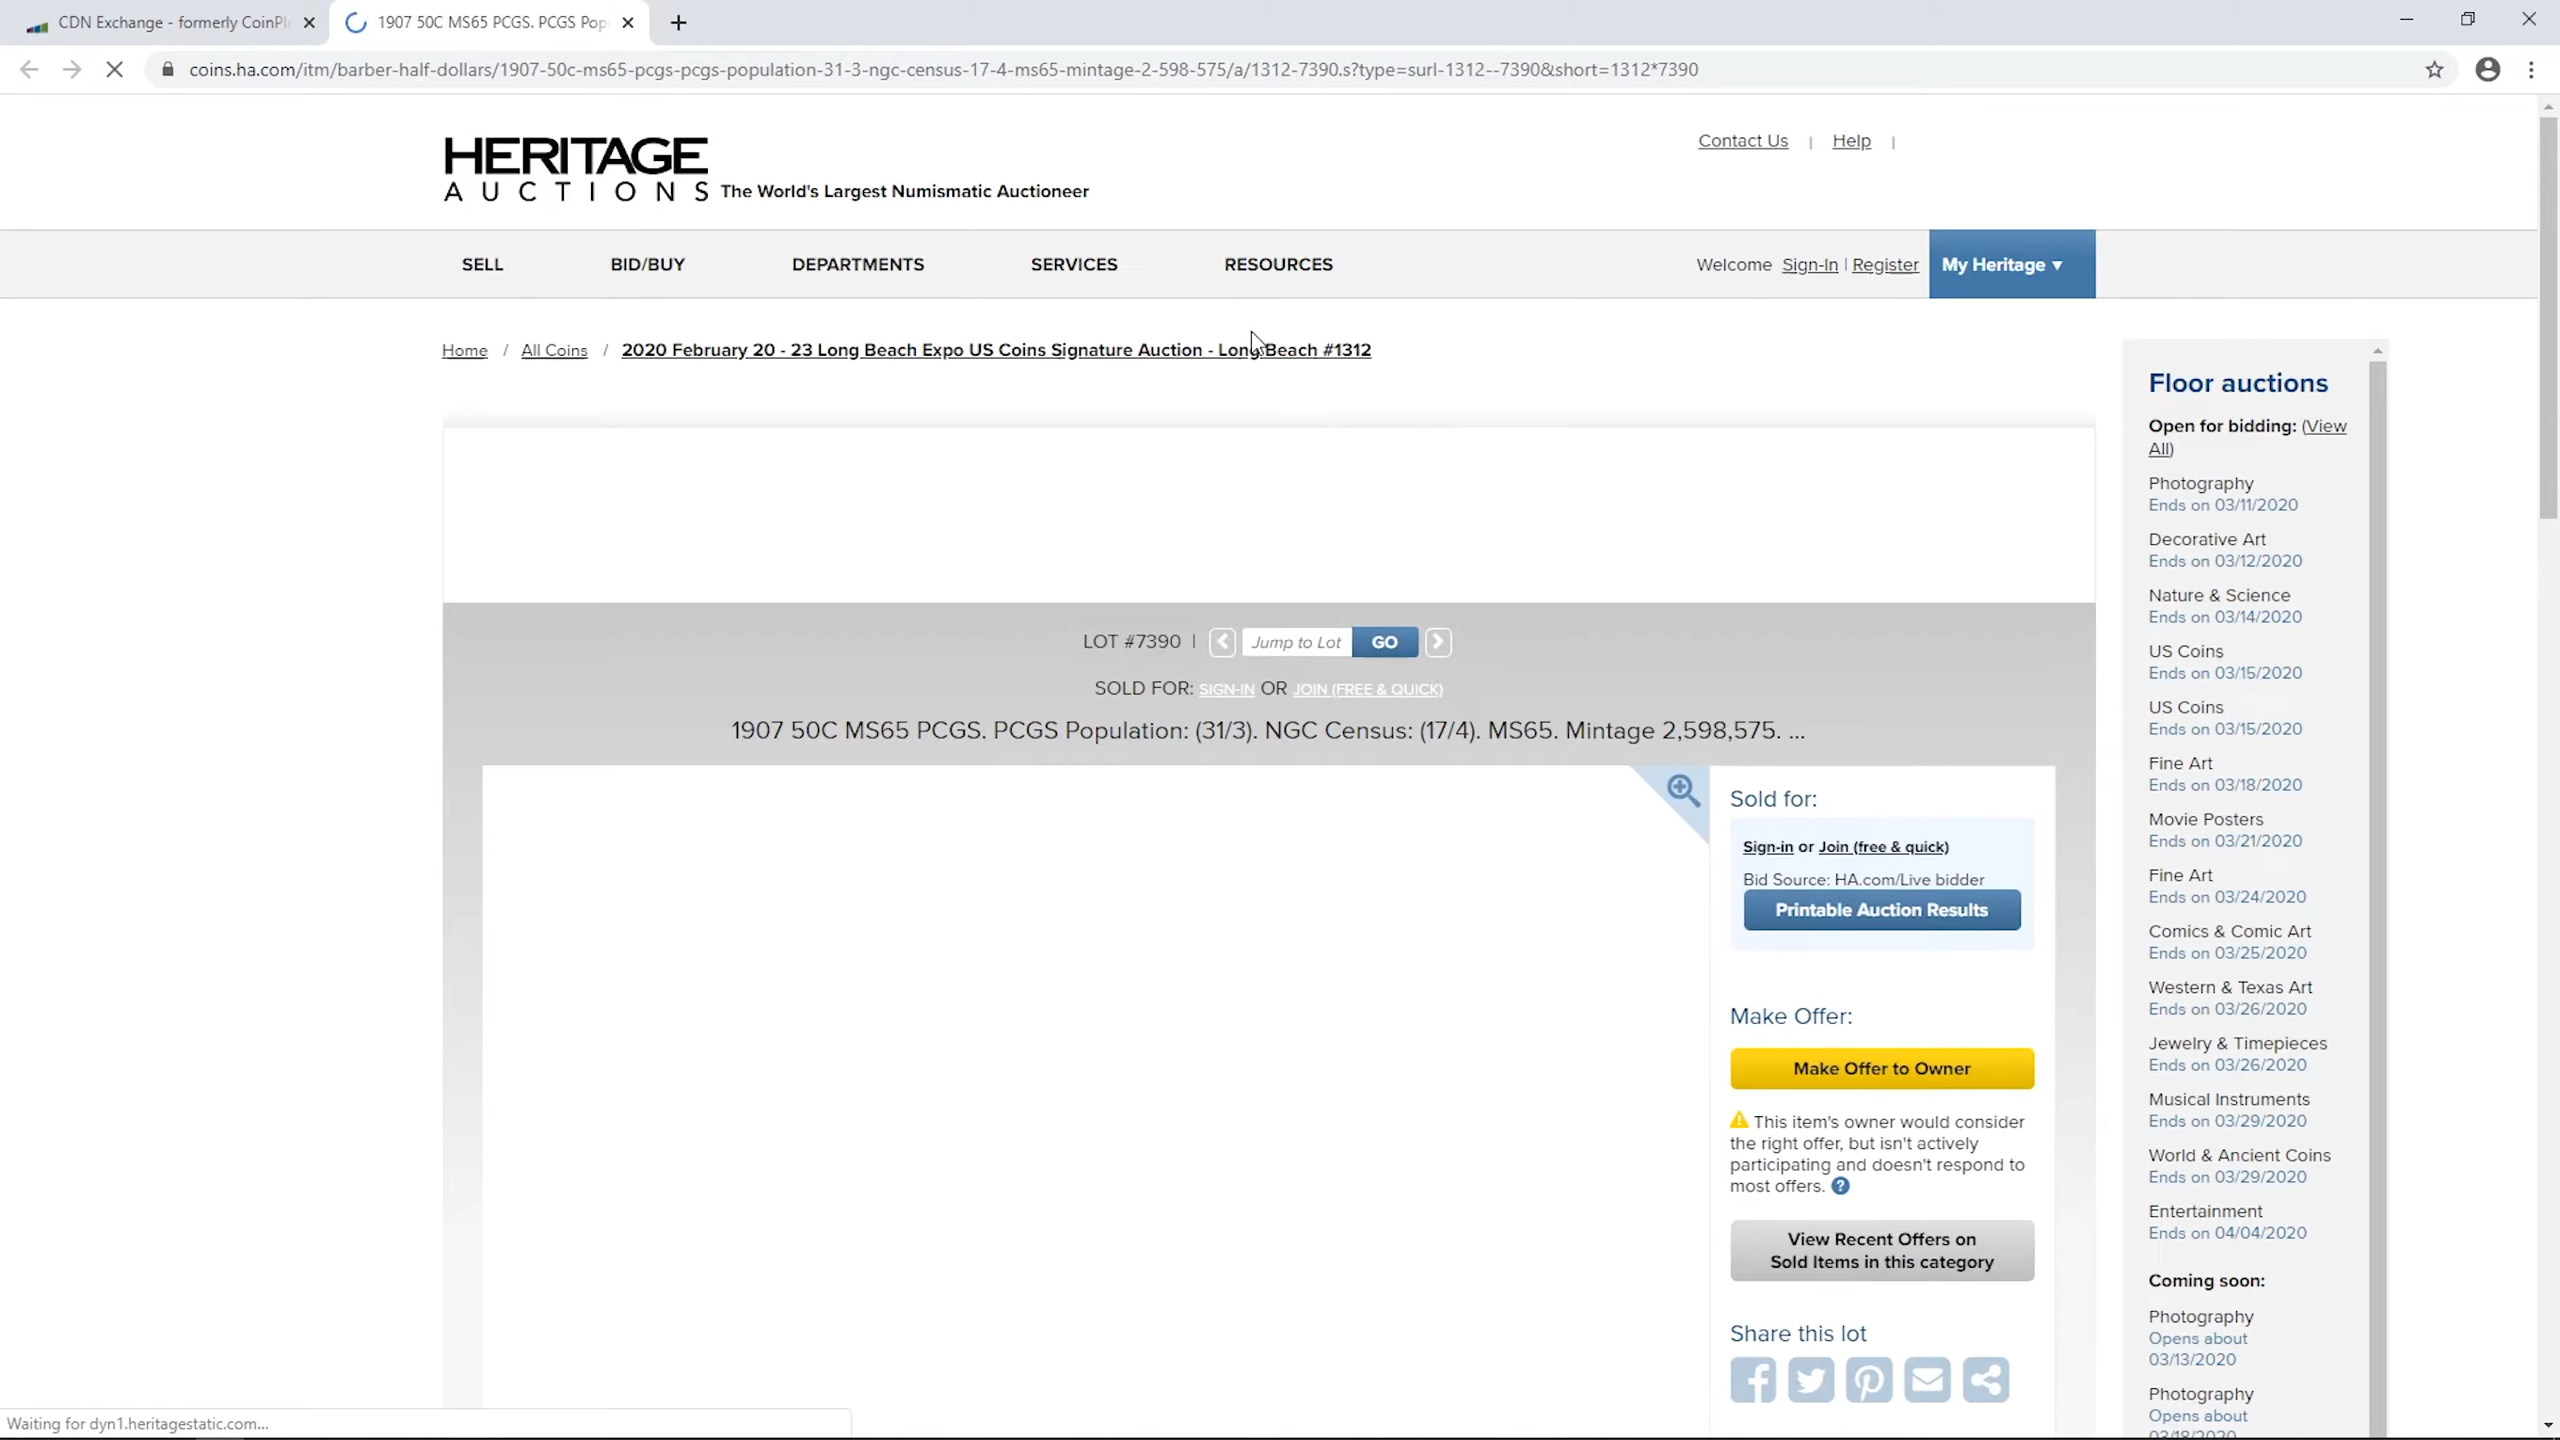 CDN Exchange - formerly CoinPl
1907 50C MS65 PCGS. PCGS Pop
coins.ha.com/itm/barber-half-dollars/1907-50c-ms65-pcgs-pcgs-population-31-3-ngc-census-17-4-ms65-mintage-2-598-575/a/1312-7390.s?type=surl-1312--7390&short=1312*7390
HERITAGE
AUCTIONS The World's Largest Numismatic Auctioneer
Contact Us | Help |
SELL BID/BUY DEPARTMENTS SERVICES RESOURCES Welcome Sign-In | Register My Heritage ▼
Home / All Coins / 2020 February 20 - 23 Long Beach Expo US Coins Signature Auction - Long Beach #1312
LOT #7390 | Jump to Lot GO
SOLD FOR: SIGN-IN OR JOIN (FREE & QUICK)
1907 50C MS65 PCGS. PCGS Population: (31/3). NGC Census: (17/4). MS65. Mintage 2,598,575. ...
Sold for:
Sign-in or Join (free & quick)
Bid Source: HA.com/Live bidder
Printable Auction Results
Make Offer:
Make Offer to Owner
This item's owner would consider
the right offer, but isn't actively
participating and doesn't respond to
most offers. ?
View Recent Offers on
Sold Items in this category
Share this lot
Floor auctions
Open for bidding: (View
All)
Photography
Ends on 03/11/2020
Decorative Art
Ends on 03/12/2020
Nature & Science
Ends on 03/14/2020
US Coins
Ends on 03/15/2020
US Coins
Ends on 03/15/2020
Fine Art
Ends on 03/18/2020
Movie Posters
Ends on 03/21/2020
Fine Art
Ends on 03/24/2020
Comics & Comic Art
Ends on 03/25/2020
Western & Texas Art
Ends on 03/26/2020
Jewelry & Timepieces
Ends on 03/26/2020
Musical Instruments
Ends on 03/29/2020
World & Ancient Coins
Ends on 03/29/2020
Entertainment
Ends on 04/04/2020
Coming soon:
Photography
Opens about
03/13/2020
Photography
Opens about
03/18/2020
Waiting for dyn1.heritagestatic.com...